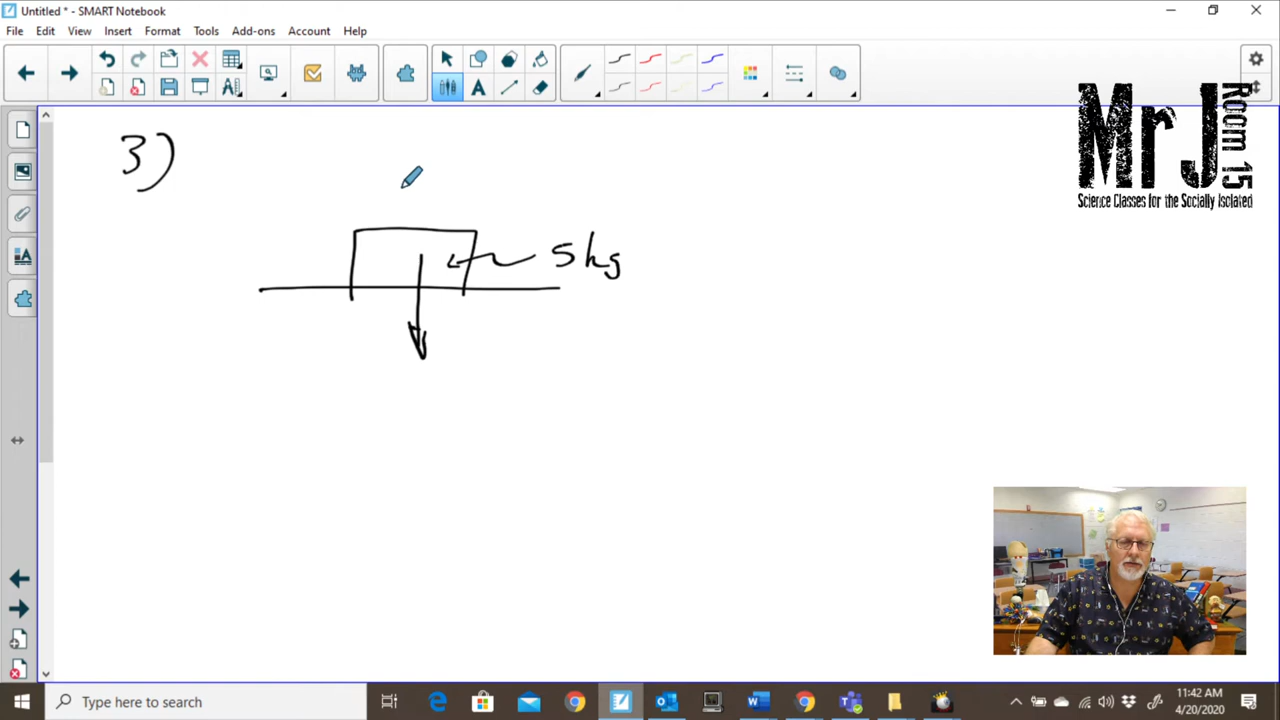 Untitled * - SMART Notebook
File Edit View Insert Format Tools Add-ons Account Help
MrJ
Room 15
Science Classes for the Socially Isolated
3)
5kg
Type here to search
11:42 AM
4/20/2020